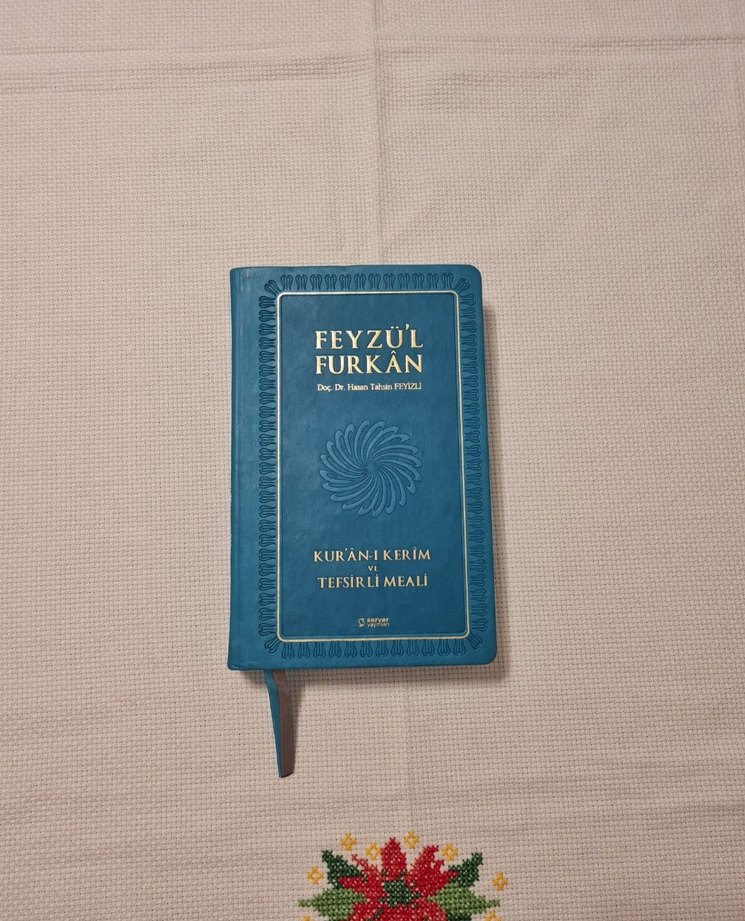 FEYZÜ'L
FURKÂN
Doç. Dr. Hasan Tahsin FEYİZLİ
KUR'ÂN-I KERÎM
VE
TEFSİRLİ MEALİ
server
yayınları